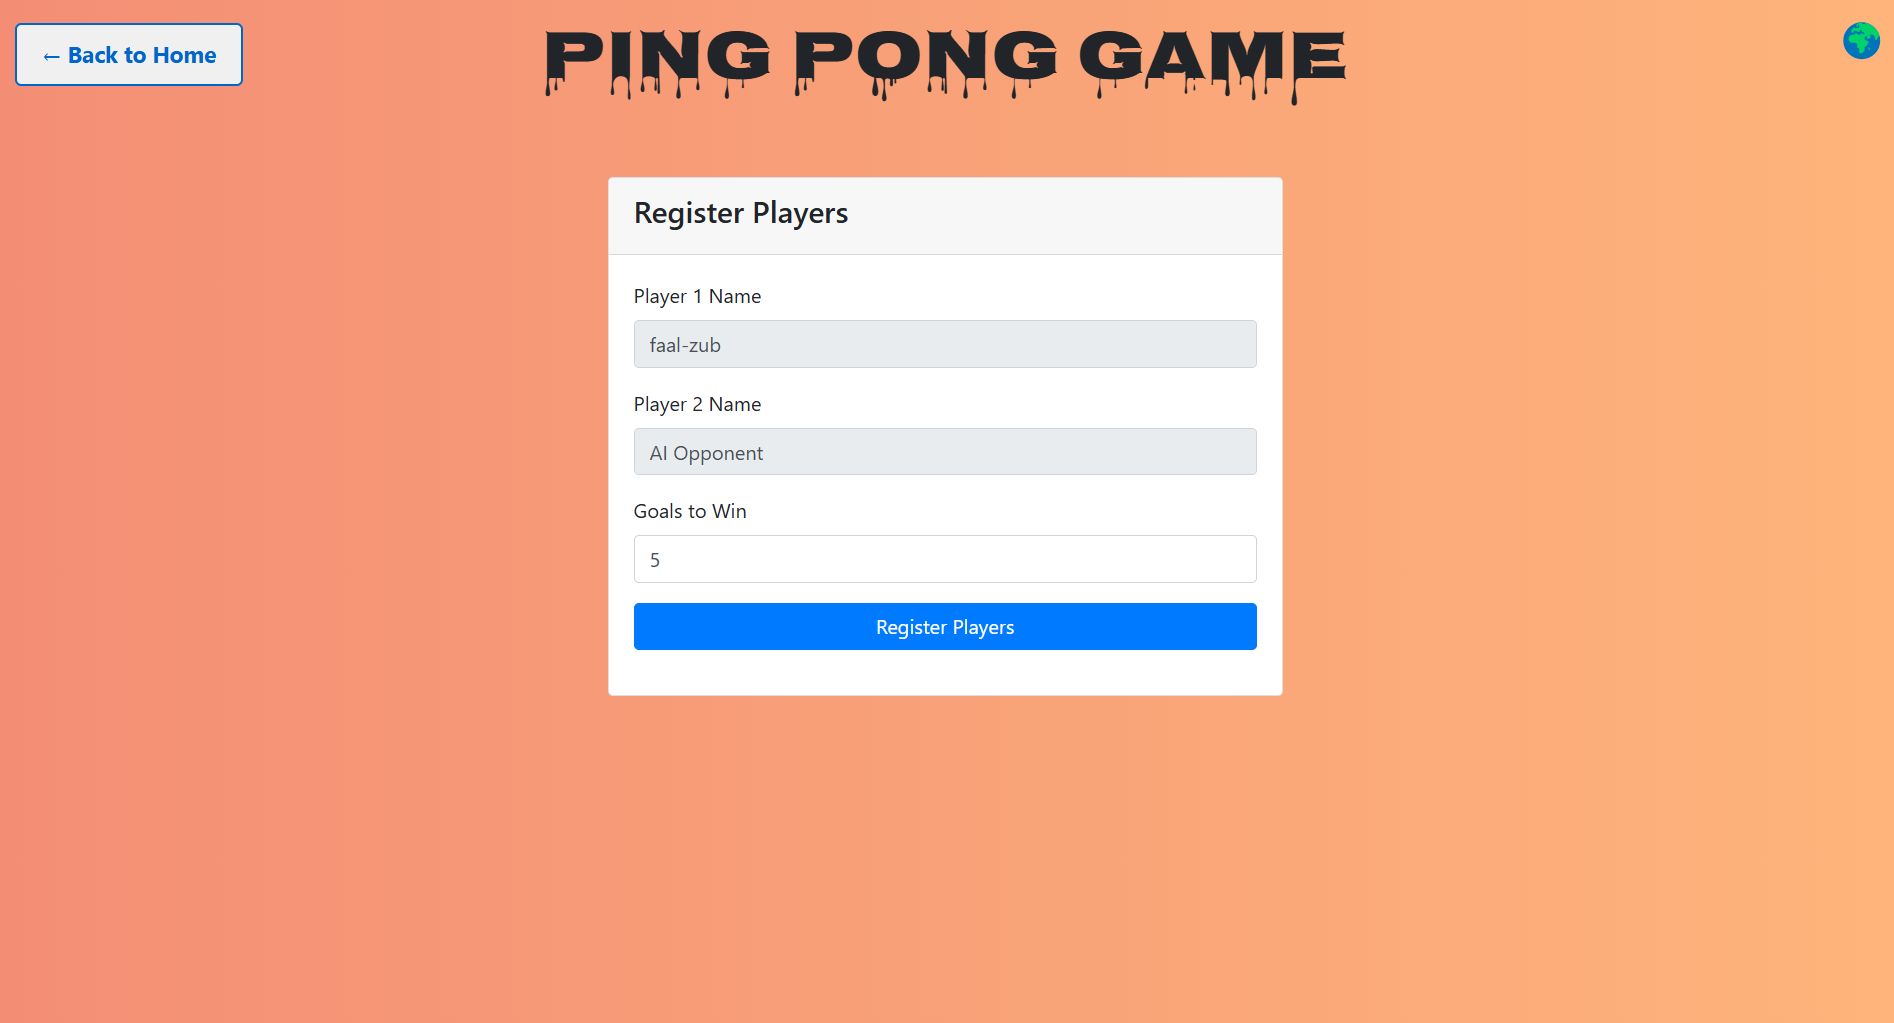 ← Back to Home
PING PONG GAME
Register Players
Player 1 Name
faal-zub
Player 2 Name
AI Opponent
Goals to Win
5
Register Players